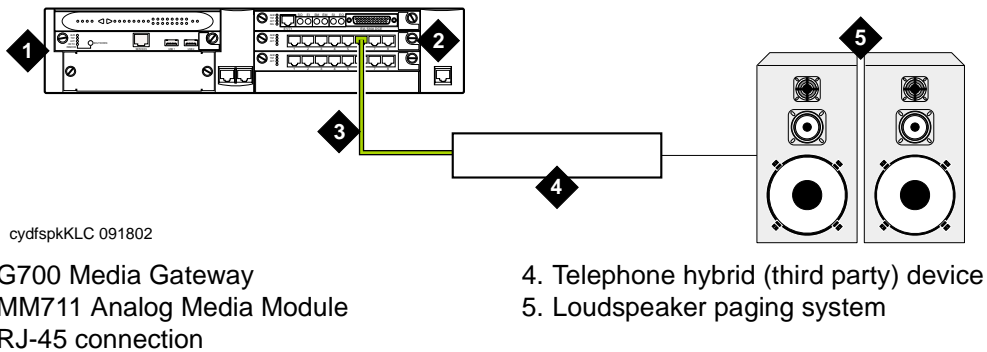 1
2
3
4
5
cydfspkKLC 091802
G700 Media Gateway
MM711 Analog Media Module
RJ-45 connection
4. Telephone hybrid (third party) device
5. Loudspeaker paging system